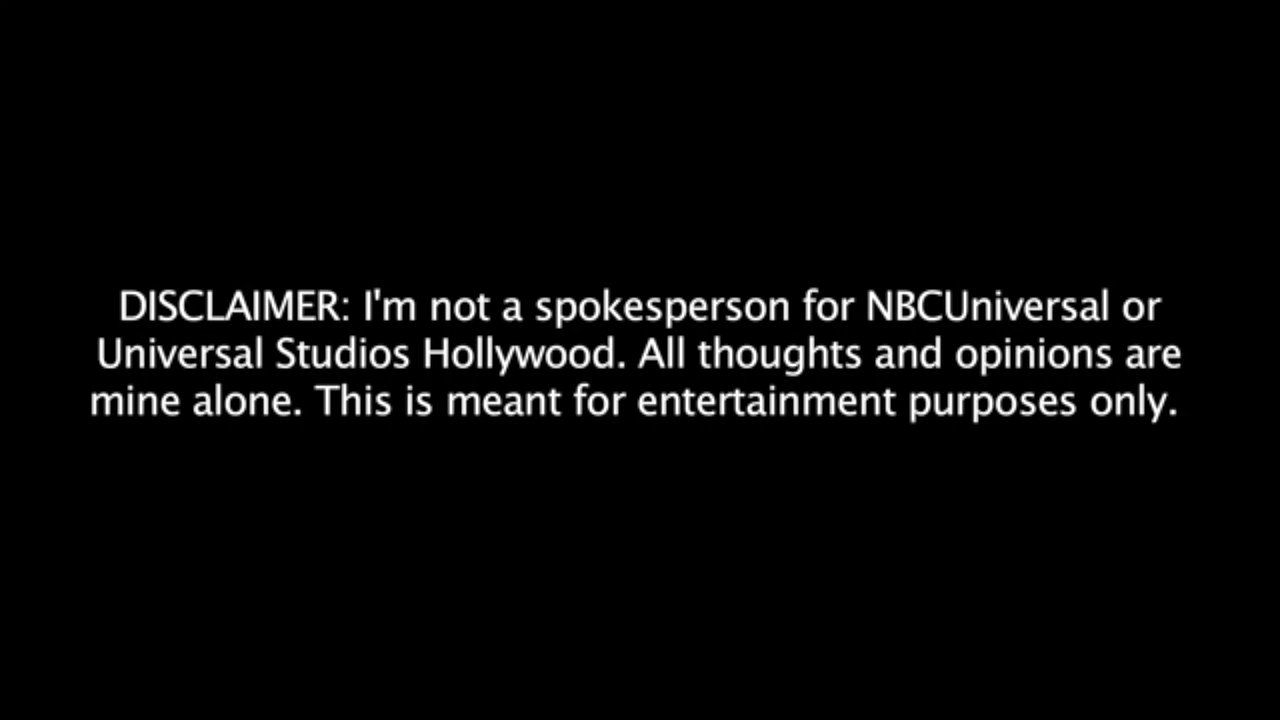 DISCLAIMER: I'm not a spokesperson for NBCUniversal or
Universal Studios Hollywood. All thoughts and opinions are
mine alone. This is meant for entertainment purposes only.